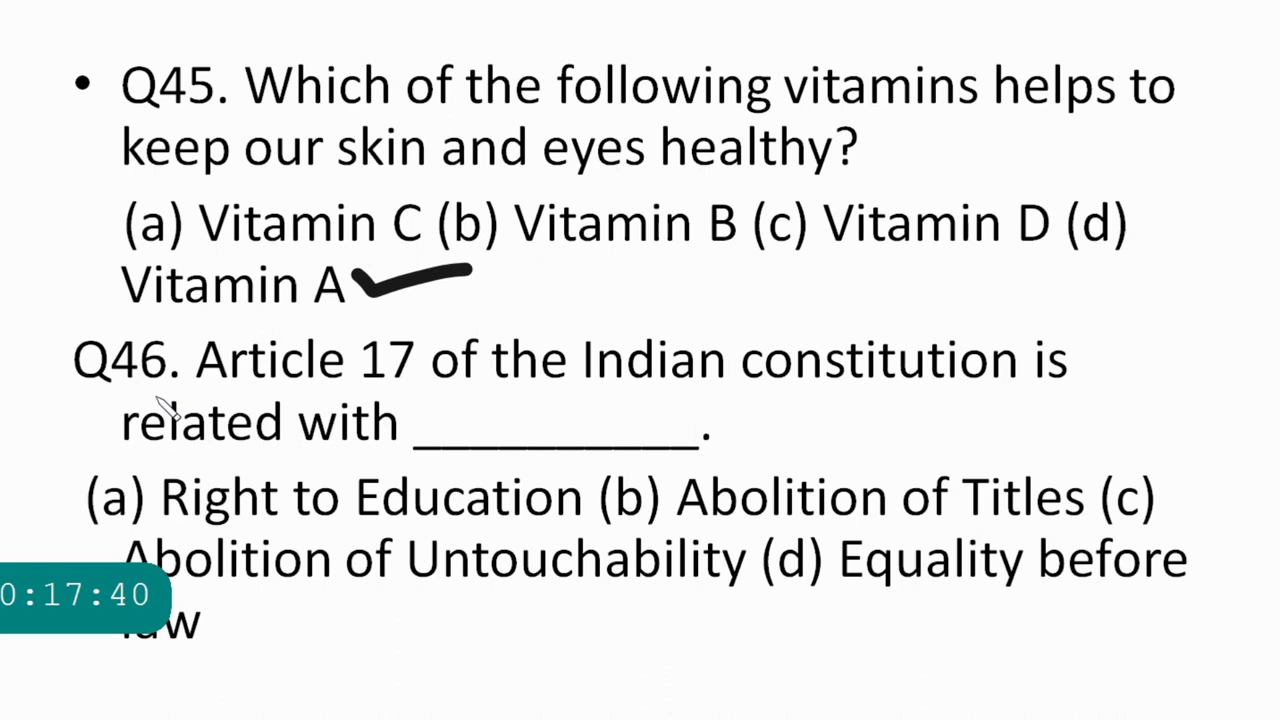 • Q45. Which of the following vitamins helps to
keep our skin and eyes healthy?
(a) Vitamin C (b) Vitamin B (c) Vitamin D (d)
Vitamin A
Q46. Article 17 of the Indian constitution is
related with ___________.
(a) Right to Education (b) Abolition of Titles (c)
Abolition of Untouchability (d) Equality before
0:17:40
law